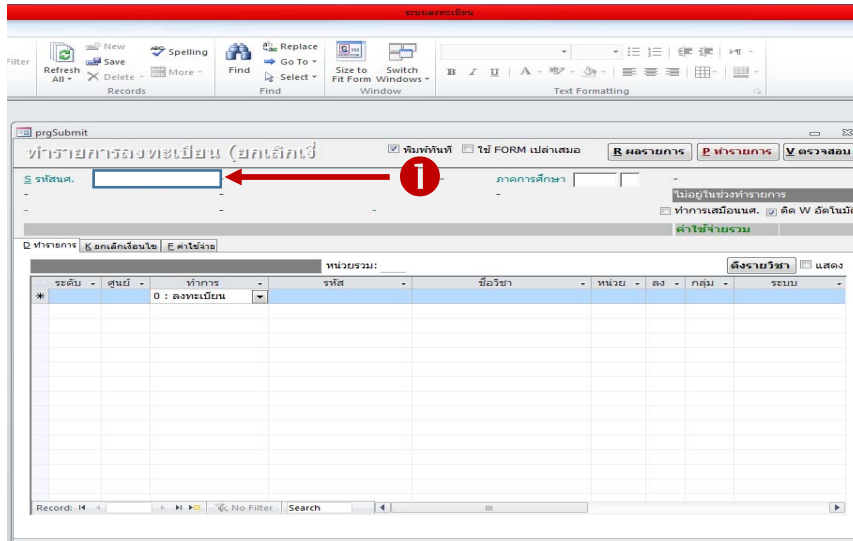 ระบบลงทะเบียน
Filter Refresh All New Save Delete Spelling More Records
Find Replace Go To Select Find
Size to Fit Form Switch Windows Window
B I U A Text Formatting
prgSubmit
ทำรายการลงทะเบียน (ยกเลิกเงื่ พิมพ์ทันที ใช้ FORM เปล่าเสมอ R ผลรายการ P ทำรายการ V ตรวจสอบ
S รหัสนศ. 1 - ภาคการศึกษา -
- - - ไม่อยู่ในช่วงทำรายการ
- - - ทำการเสมือนนศ. ติด W อัตโนมัติ
ค่าใช้จ่ายรวม
D ทำรายการ K ยกเลิกเงื่อนไข E ค่าใช้จ่าย
หน่วยรวม: ดึงรายวิชา แสดง
ระดับ ศูนย์ ทำการ รหัส ชื่อวิชา หน่วย ลง กลุ่ม ระบบ
* 0 : ลงทะเบียน
Record: No Filter Search